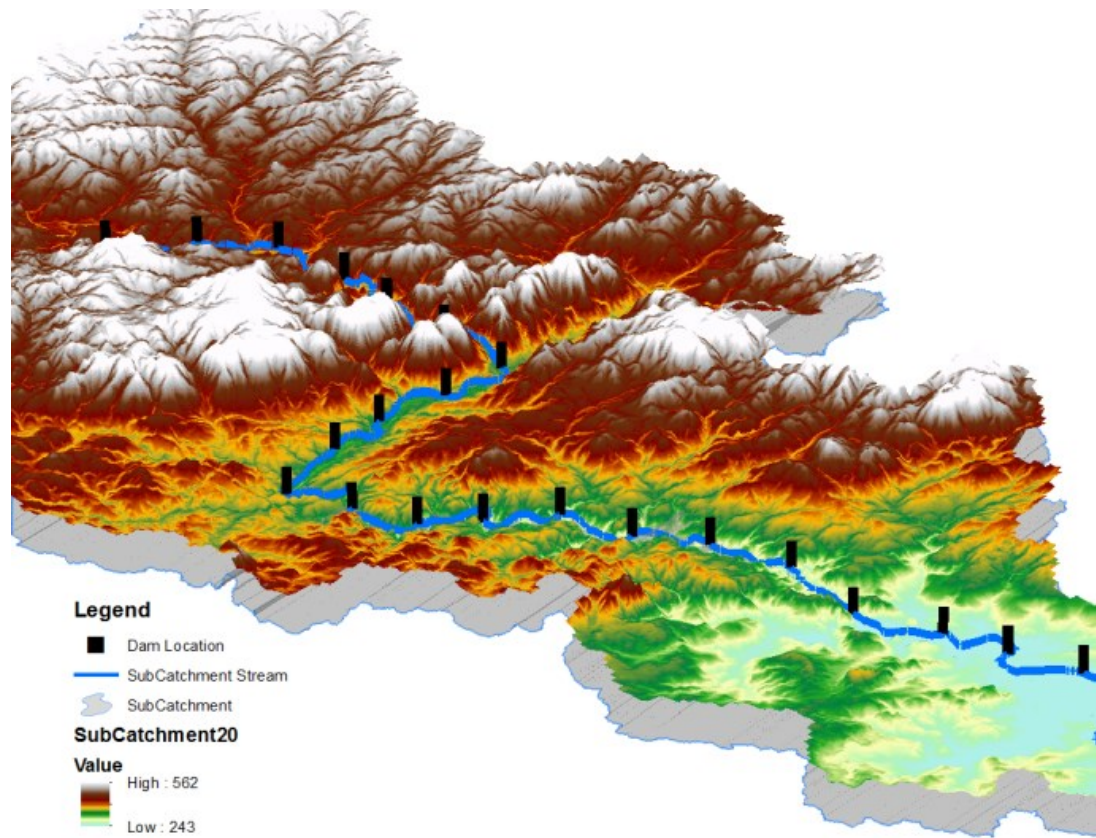 Legend
Dam Location
SubCatchment Stream
SubCatchment
SubCatchment20
Value
High : 562
Low : 243